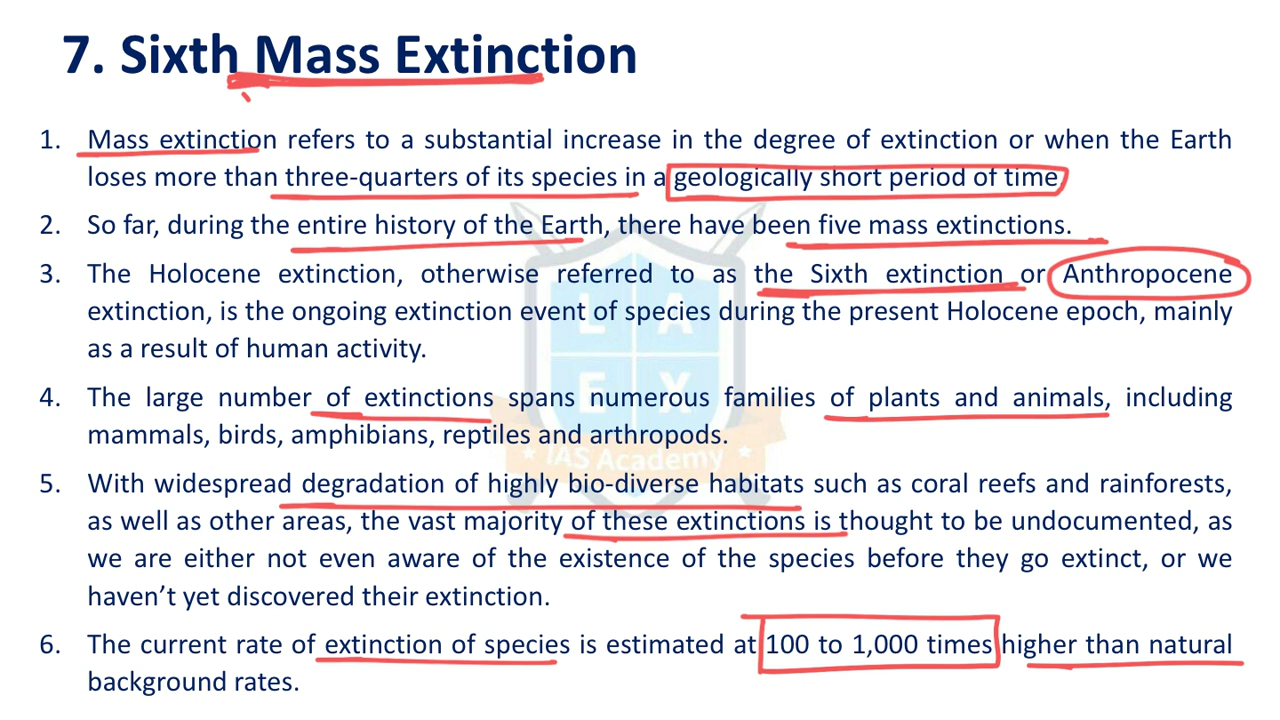 7. Sixth Mass Extinction
1. Mass extinction refers to a substantial increase in the degree of extinction or when the Earth
loses more than three-quarters of its species in a geologically short period of time
2. So far, during the entire history of the Earth, there have been five mass extinctions.
3. The Holocene extinction, otherwise referred to as the Sixth extinction or Anthropocene
extinction, is the ongoing extinction event of species during the present Holocene epoch, mainly
as a result of human activity.
4. The large number of extinctions spans numerous families of plants and animals, including
mammals, birds, amphibians, reptiles and arthropods.
5. With widespread degradation of highly bio-diverse habitats such as coral reefs and rainforests,
as well as other areas, the vast majority of these extinctions is thought to be undocumented, as
we are either not even aware of the existence of the species before they go extinct, or we
haven't yet discovered their extinction.
6. The current rate of extinction of species is estimated at 100 to 1,000 times higher than natural
background rates.
L A
E X
IAS Academy